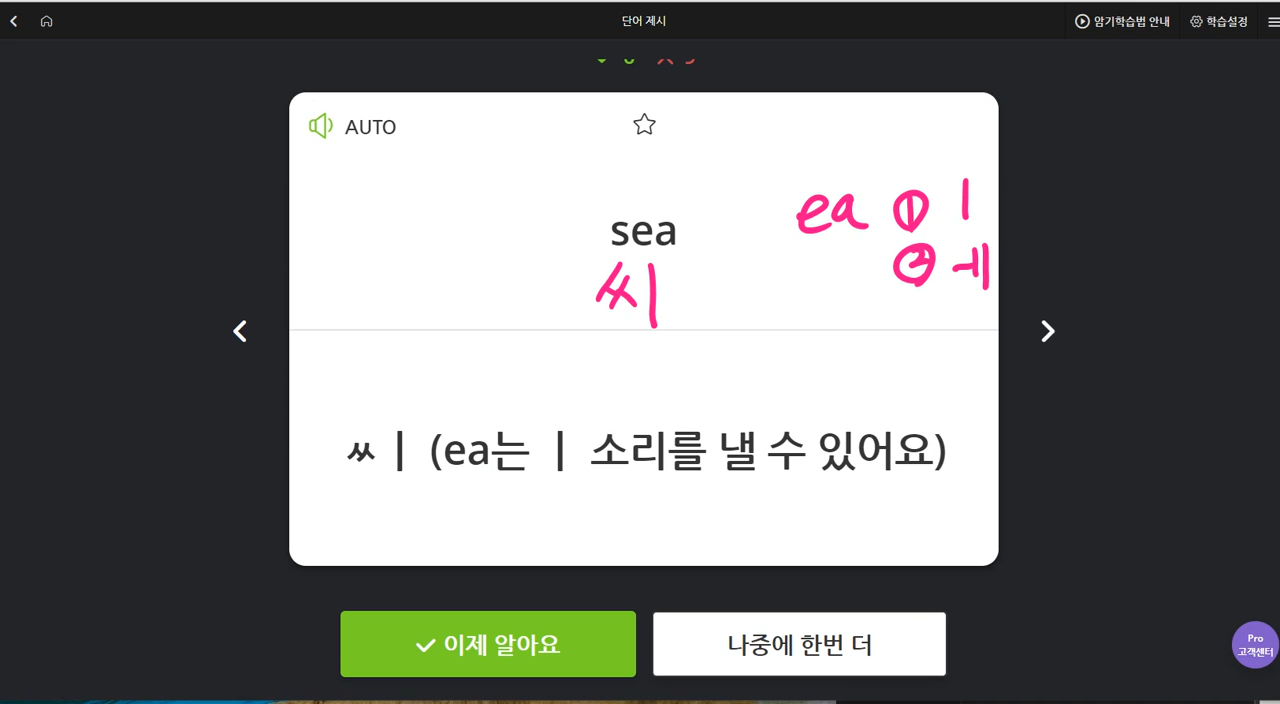 단어 제시
암기학습법 안내
학습설정
AUTO
sea
씨
ea ① ㅣ
② ㅔ
ㅆㅣ (ea는 ㅣ 소리를 낼 수 있어요)
이제 알아요
나중에 한번 더
Pro
고객센터